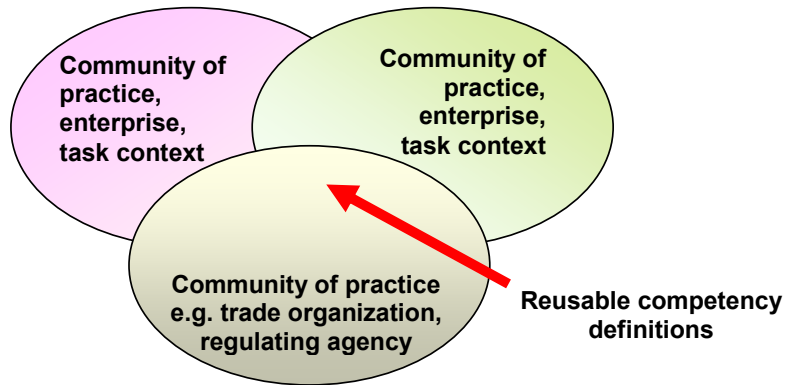 Community of
practice,
enterprise,
task context
Community of
practice,
enterprise,
task context
Community of practice
e.g. trade organization,
regulating agency
Reusable competency
definitions